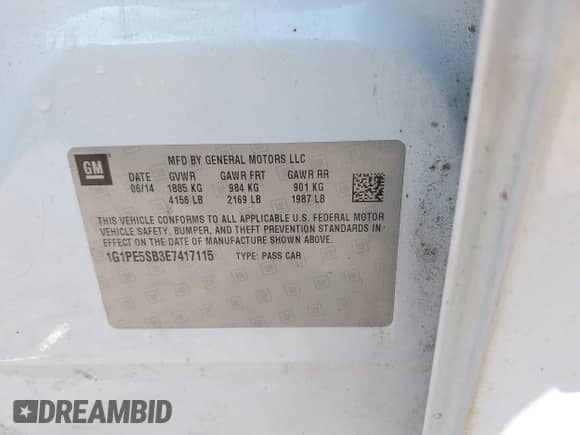 GM
MFD BY GENERAL MOTORS LLC
DATE GVWR GAWR FRT GAWR RR
06/14 1885 KG 984 KG 901 KG
4156 LB 2169 LB 1987 LB
THIS VEHICLE CONFORMS TO ALL APPLICABLE U.S. FEDERAL MOTOR
VEHICLE SAFETY, BUMPER, AND THEFT PREVENTION STANDARDS IN
EFFECT ON THE DATE OF MANUFACTURE SHOWN ABOVE.
1G1PE5SB3E7417115 TYPE: PASS CAR
DREAMBID